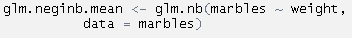 glm.neginb.mean <- glm.nb(marbles ~ weight,
data = marbles)